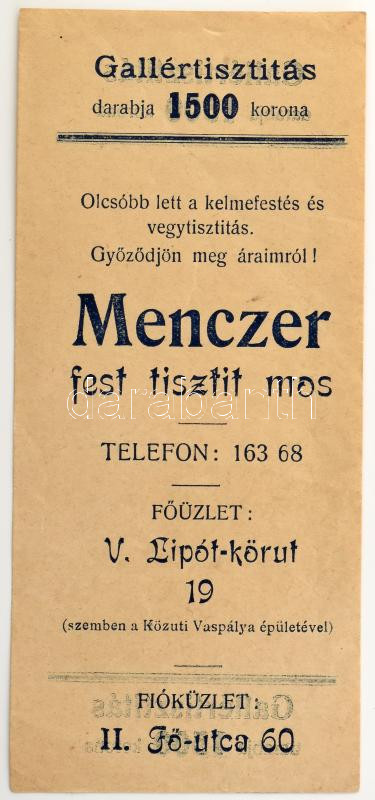 Gallértisztitás
darabja 1500 korona
Olcsóbb lett a kelmefestés és
vegytisztitás.
Győződjön meg áraimról!
Menczer
fest tisztit mos
darabanth
TELEFON: 163 68
FŐÜZLET:
V. Lipót-körut
19
(szemben a Közuti Vaspálya épületével)
FIÓKÜZLET:
II. Fő-utca 60